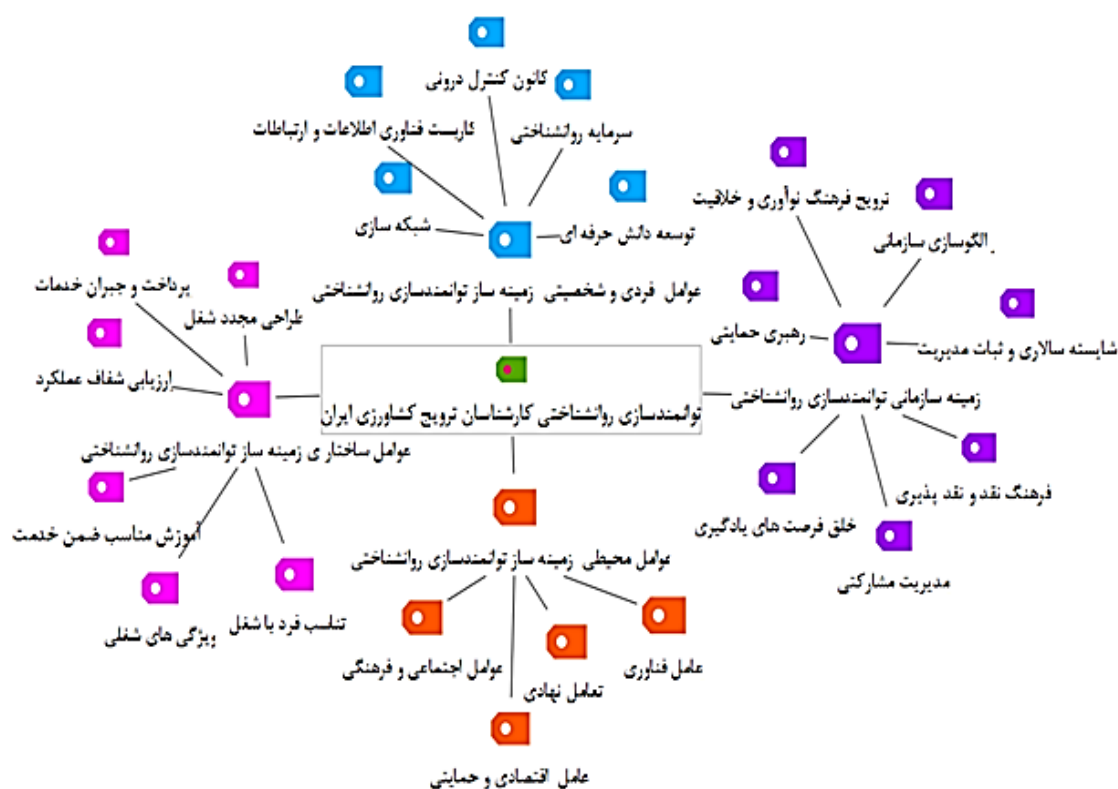 کانون کنترل درونی
سرمایه روانشناختی
کاربست فناوری اطلاعات و ارتباطات
توسعه دانش حرفه ای
شبکه سازی
عوامل فردی و شخصیتی زمینه ساز توانمندسازی روانشناختی
ترویج فرهنگ نوآوری و خلاقیت
الگوسازی سازمانی
رهبری حمایتی
شایسته سالاری و ثبات مدیریت
زمینه سازمانی توانمندسازی روانشناختی
فرهنگ نقد و نقد پذیری
خلق فرصت های یادگیری
مدیریت مشارکتی
پرداخت و جبران خدمات
طراحی مجدد شغل
ارزیابی شفاف عملکرد
عوامل ساختار ی زمینه ساز توانمندسازی روانشناختی
آموزش مناسب ضمن خدمت
تناسب فرد با شغل
ویژگی های شغلی
توانمندسازی روانشناختی کارشناسان ترویج کشاورزی ایران
عوامل محیطی زمینه ساز توانمندسازی روانشناختی
عامل فناوری
تعامل نهادی
عوامل اجتماعی و فرهنگی
عامل اقتصادی و حمایتی